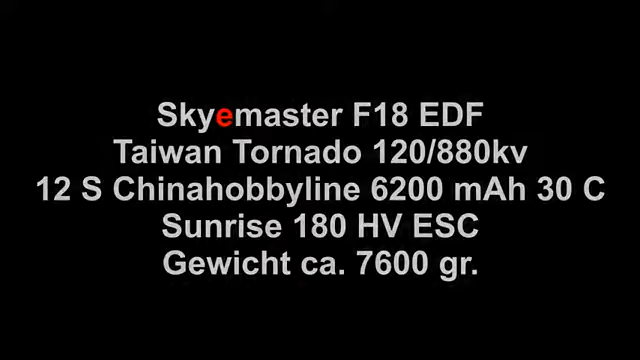 Skyemaster F18 EDF
Taiwan Tornado 120/880kv
12 S Chinahobbyline 6200 mAh 30 C
Sunrise 180 HV ESC
Gewicht ca. 7600 gr.